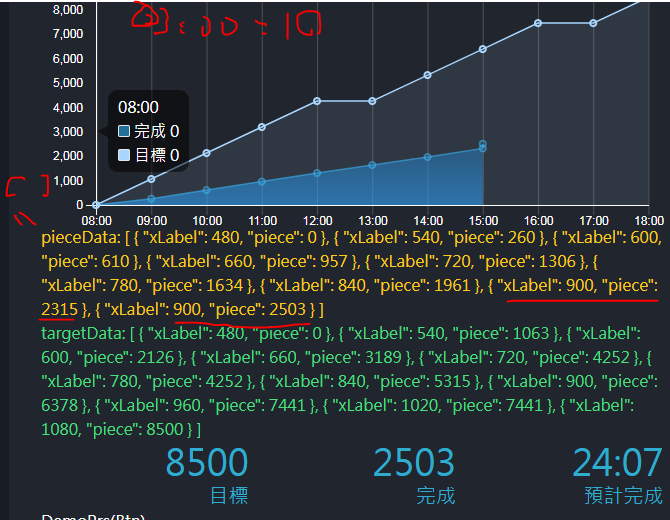 8,000
7,000
6,000
5,000
4,000
3,000
2,000
1,000
0
08:00
完成 0
目標 0
08:00 09:00 10:00 11:00 12:00 13:00 14:00 15:00 16:00 17:00 18:00
pieceData: [ { "xLabel": 480, "piece": 0 }, { "xLabel": 540, "piece": 260 }, { "xLabel": 600,
"piece": 610 }, { "xLabel": 660, "piece": 957 }, { "xLabel": 720, "piece": 1306 }, {
"xLabel": 780, "piece": 1634 }, { "xLabel": 840, "piece": 1961 }, { "xLabel": 900, "piece":
2315 }, { "xLabel": 900, "piece": 2503 } ]
targetData: [ { "xLabel": 480, "piece": 0 }, { "xLabel": 540, "piece": 1063 }, { "xLabel":
600, "piece": 2126 }, { "xLabel": 660, "piece": 3189 }, { "xLabel": 720, "piece": 4252 }, {
"xLabel": 780, "piece": 4252 }, { "xLabel": 840, "piece": 5315 }, { "xLabel": 900, "piece":
6378 }, { "xLabel": 960, "piece": 7441 }, { "xLabel": 1020, "piece": 7441 }, { "xLabel":
1080, "piece": 8500 } ]
8500 2503 24:07
目標 完成 預計完成